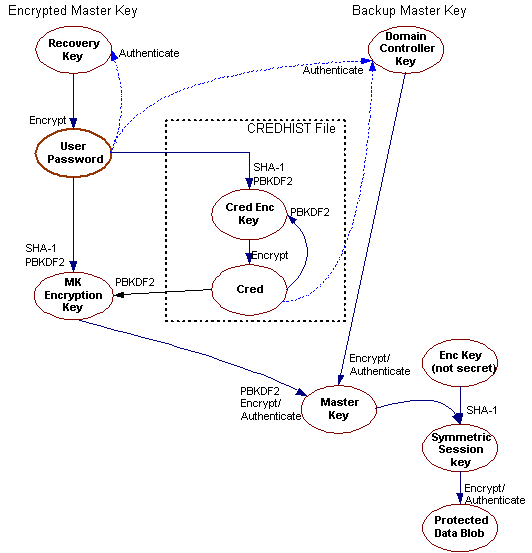 Encrypted Master Key
Backup Master Key
Recovery
Key
Authenticate
Domain
Controller
Key
Authenticate
Encrypt
User
Password
CREDHIST File
SHA-1
PBKDF2
Cred Enc
Key
PBKDF2
Encrypt
SHA-1
PBKDF2
MK
Encryption
Key
PBKDF2
Cred
Encrypt/
Authenticate
Enc Key
(not secret)
PBKDF2
Encrypt/
Authenticate
Master
Key
SHA-1
Symmetric
Session
key
Encrypt/
Authenticate
Protected
Data Blob